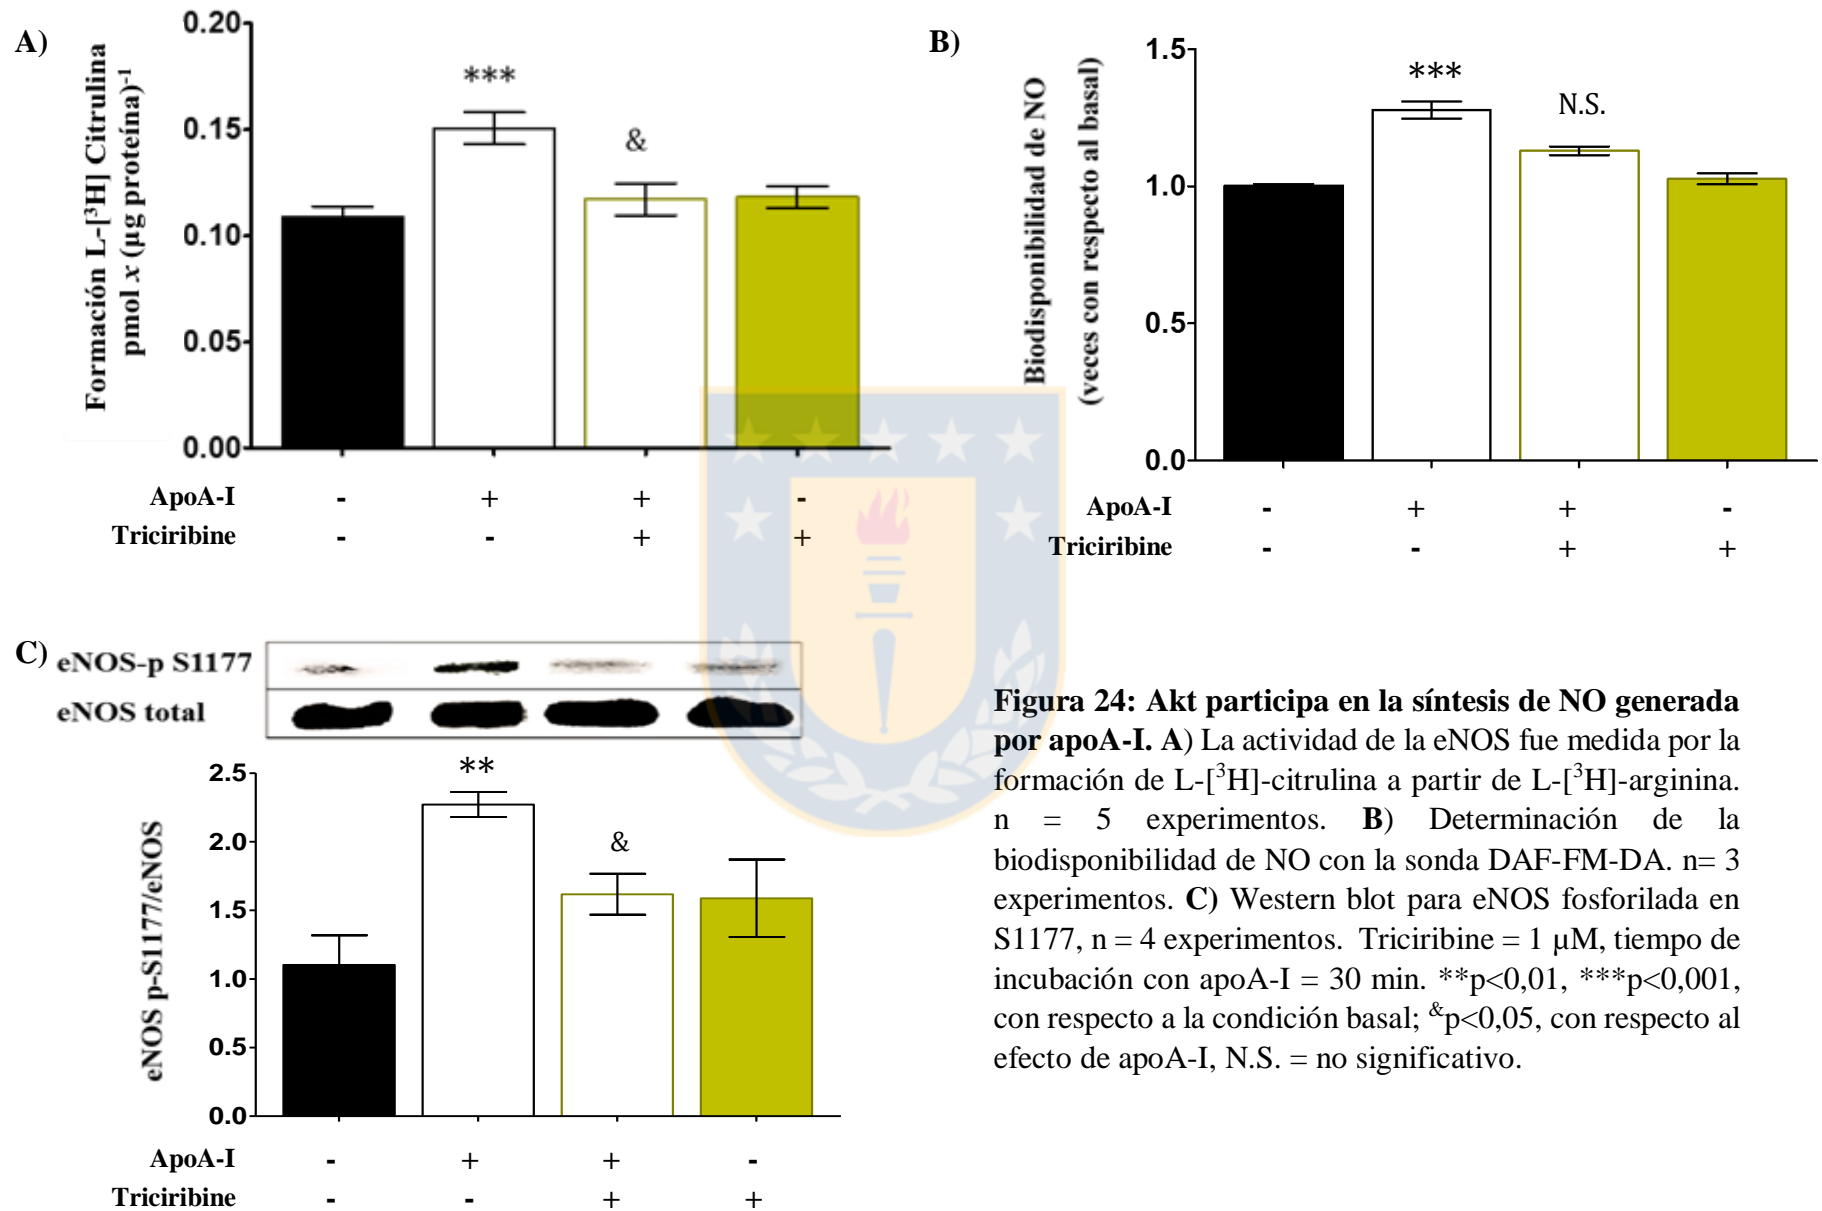 A)
Formación L-[³H] Citrulina
pmol x (µg proteína)⁻¹
0.20
0.15
0.10
0.05
0.00
***
&
ApoA-I - + + -
Triciribine - - + +
B)
Biodisponibilidad de NO
(veces con respecto al basal)
1.5
1.0
0.5
0.0
***
N.S.
ApoA-I - + + -
Triciribine - - + +
C)
eNOS-p S1177
eNOS total
eNOS p-S1177/eNOS
2.5
2.0
1.5
1.0
0.5
0.0
**
&
ApoA-I - + + -
Triciribine - - + +
Figura 24: Akt participa en la síntesis de NO generada
por apoA-I. A) La actividad de la eNOS fue medida por la
formación de L-[³H]-citrulina a partir de L-[³H]-arginina.
n = 5 experimentos. B) Determinación de la
biodisponibilidad de NO con la sonda DAF-FM-DA. n= 3
experimentos. C) Western blot para eNOS fosforilada en
S1177, n = 4 experimentos. Triciribine = 1 µM, tiempo de
incubación con apoA-I = 30 min. **p<0,01, ***p<0,001,
con respecto a la condición basal; &p<0,05, con respecto al
efecto de apoA-I, N.S. = no significativo.